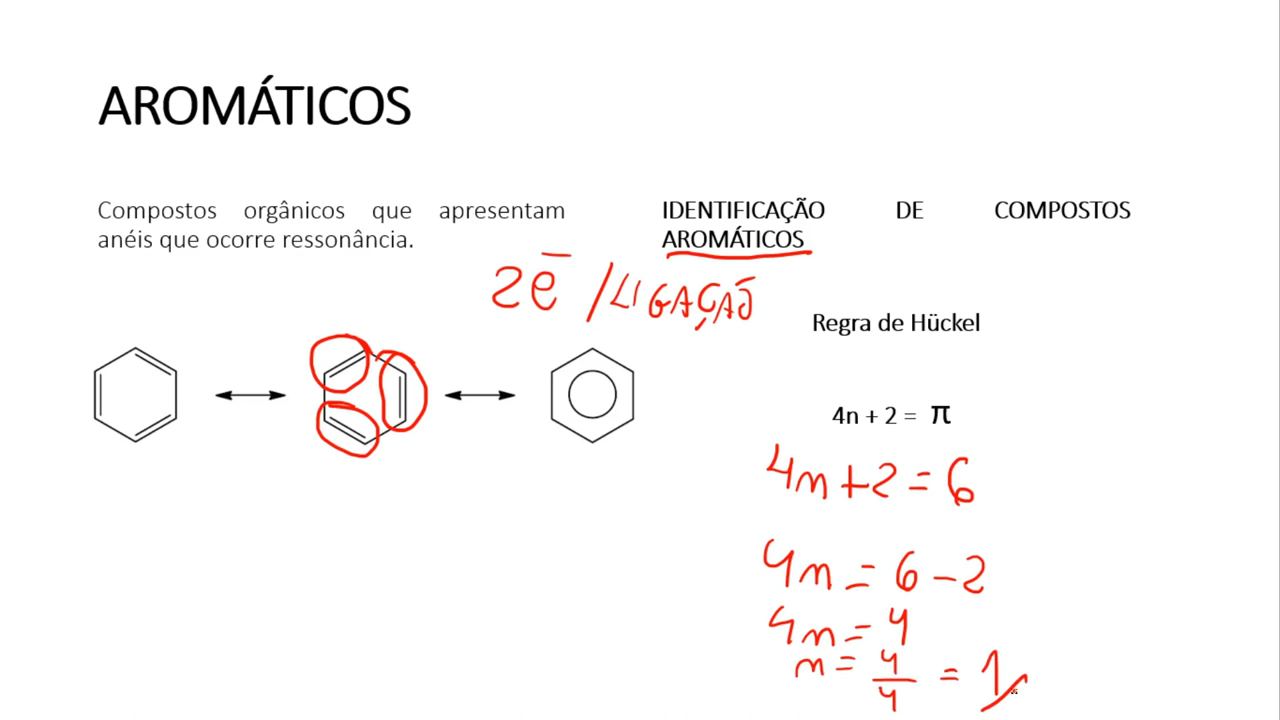 AROMÁTICOS
Compostos orgânicos que apresentam
anéis que ocorre ressonância.
IDENTIFICAÇÃO DE COMPOSTOS
AROMÁTICOS
2e⁻ /LIGAÇÃO
Regra de Hückel
4n + 2 = π
4n+2=6
4n=6-2
4n=4
n=4/4=1